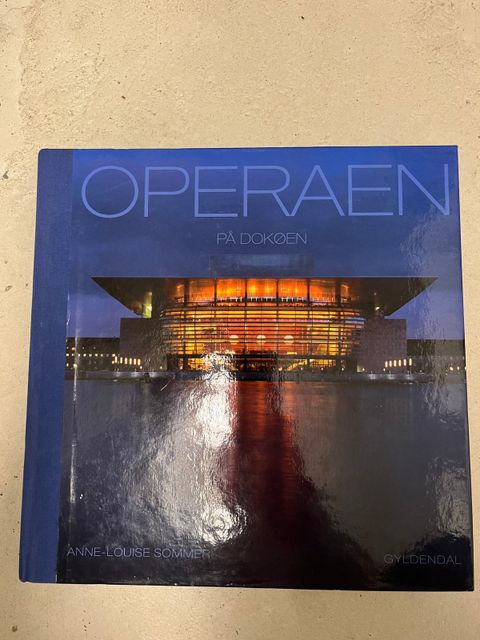 OPERAEN
PÅ DOKØEN
ANNE-LOUISE SOMMER
GYLDENDAL